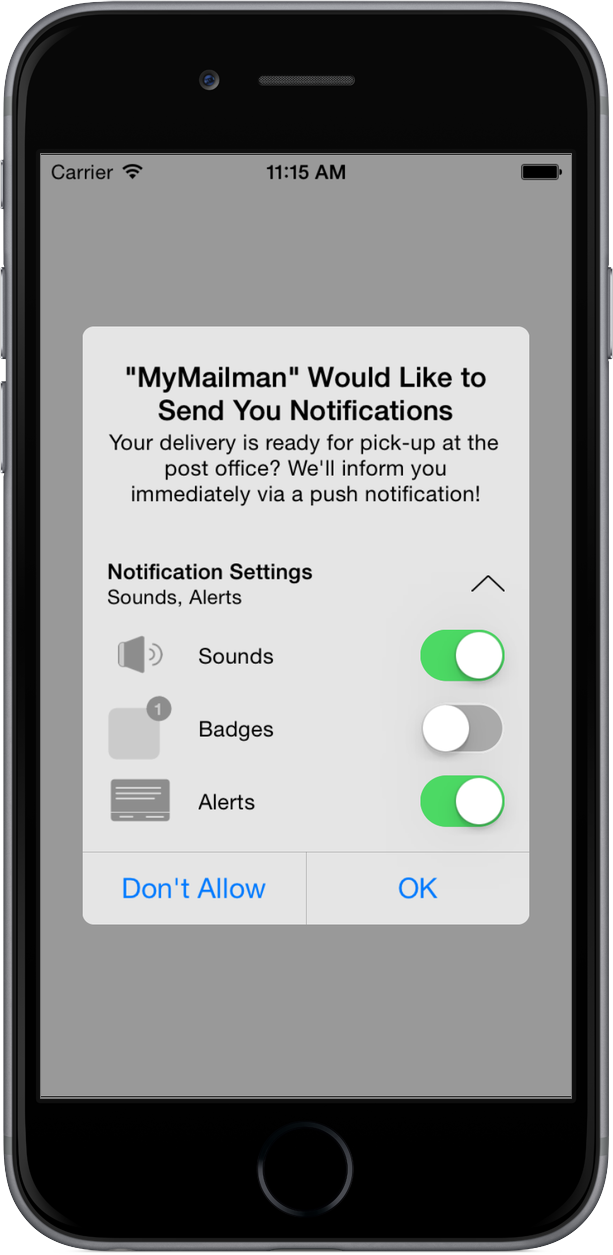 Carrier 11:15 AM
"MyMailman" Would Like to
Send You Notifications
Your delivery is ready for pick-up at the
post office? We'll inform you
immediately via a push notification!
Notification Settings
Sounds, Alerts
Sounds
1
Badges
Alerts
Don't Allow OK